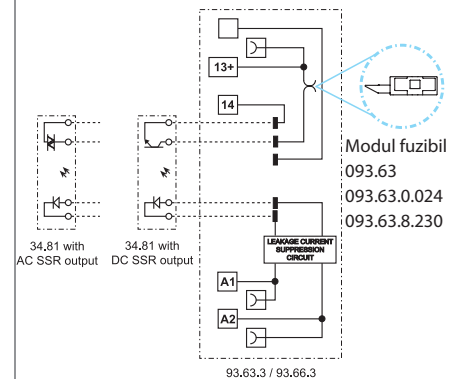 13+
14
Modul fuzibil
093.63
093.63.0.024
093.63.8.230
34.81 with
AC SSR output
34.81 with
DC SSR output
LEAKAGE CURRENT
SUPPRESSION
CIRCUIT
A1
A2
93.63.3 / 93.66.3